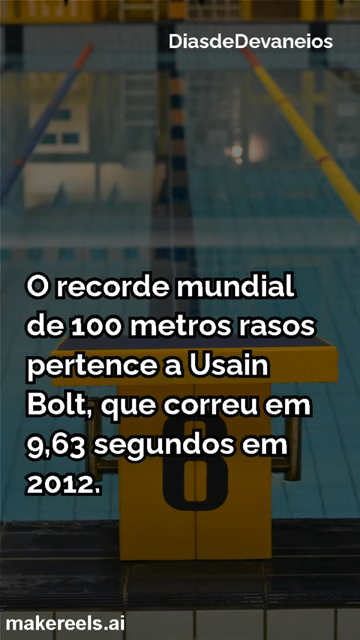 DiasdeDevaneios
O recorde mundial
de 100 metros rasos
pertence a Usain
Bolt, que correu em
9,63 segundos em
2012.
6
makereels.ai